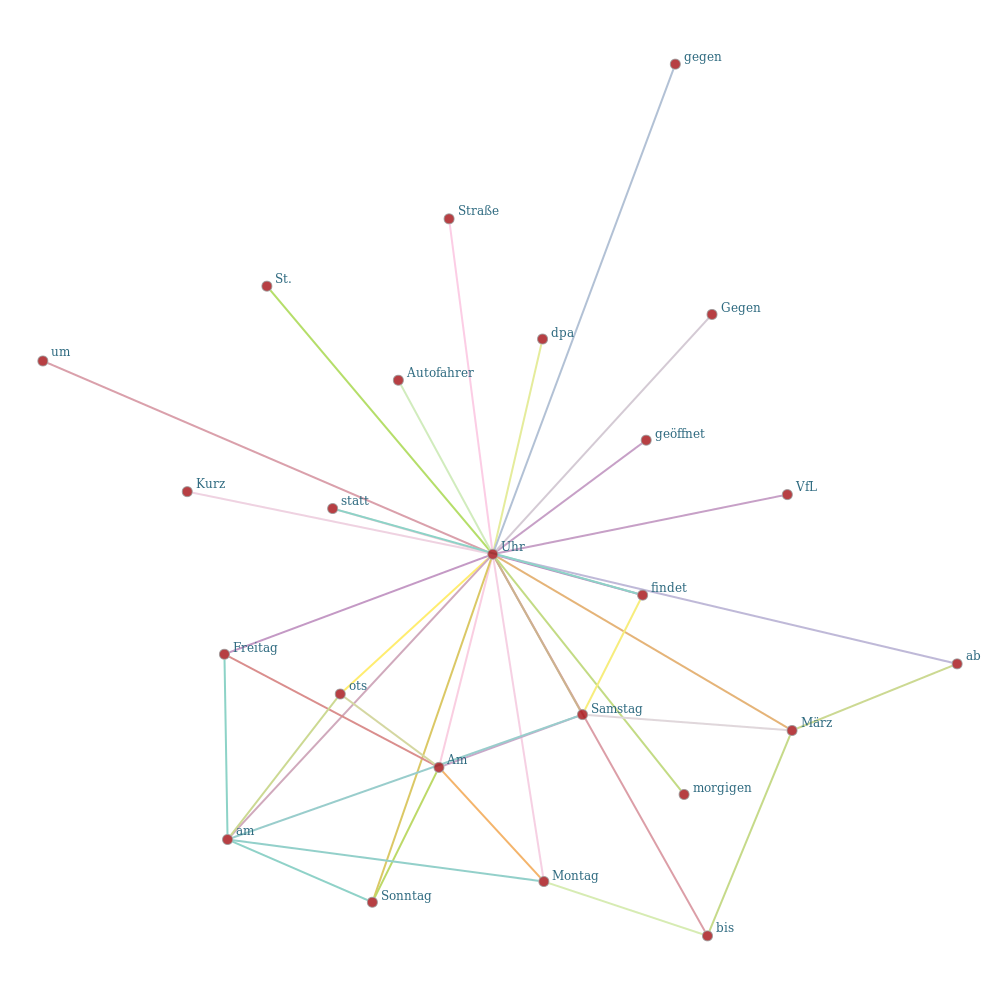 gegen
Straße
St.
Gegen
dpa
um
Autofahrer
geöffnet
Kurz
VfL
statt
Uhr
findet
Freitag
ab
ots
Samstag
März
Am
morgigen
am
Montag
Sonntag
bis